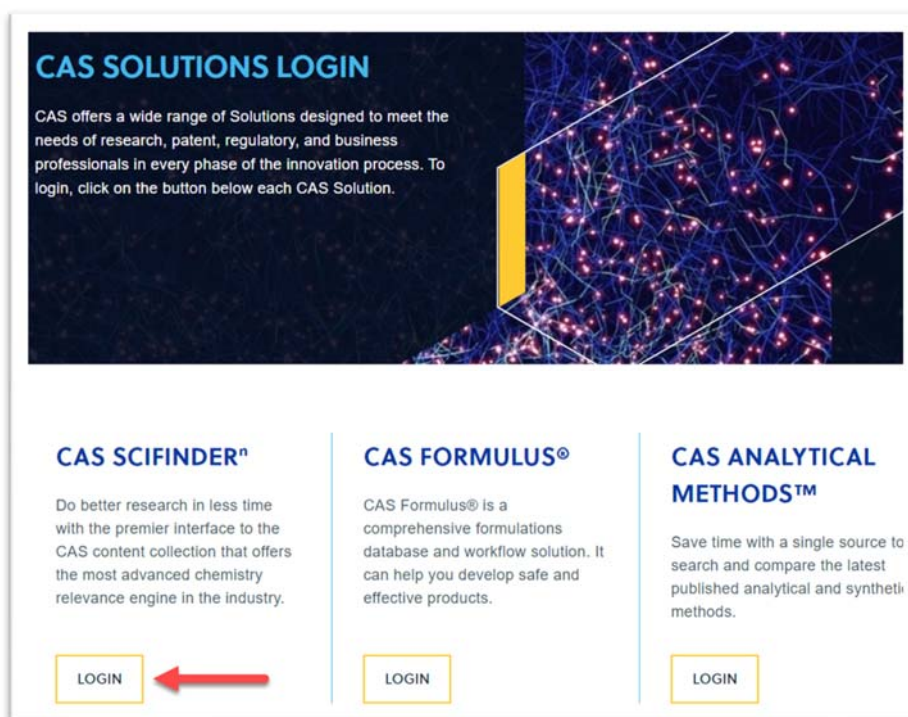 CAS SOLUTIONS LOGIN
CAS offers a wide range of Solutions designed to meet the
needs of research, patent, regulatory, and business
professionals in every phase of the innovation process. To
login, click on the button below each CAS Solution.
CAS SCIFINDERⁿ
Do better research in less time
with the premier interface to the
CAS content collection that offers
the most advanced chemistry
relevance engine in the industry.
LOGIN
CAS FORMULUS®
CAS Formulus® is a
comprehensive formulations
database and workflow solution. It
can help you develop safe and
effective products.
LOGIN
CAS ANALYTICAL
METHODS™
Save time with a single source to
search and compare the latest
published analytical and syntheti
methods.
LOGIN